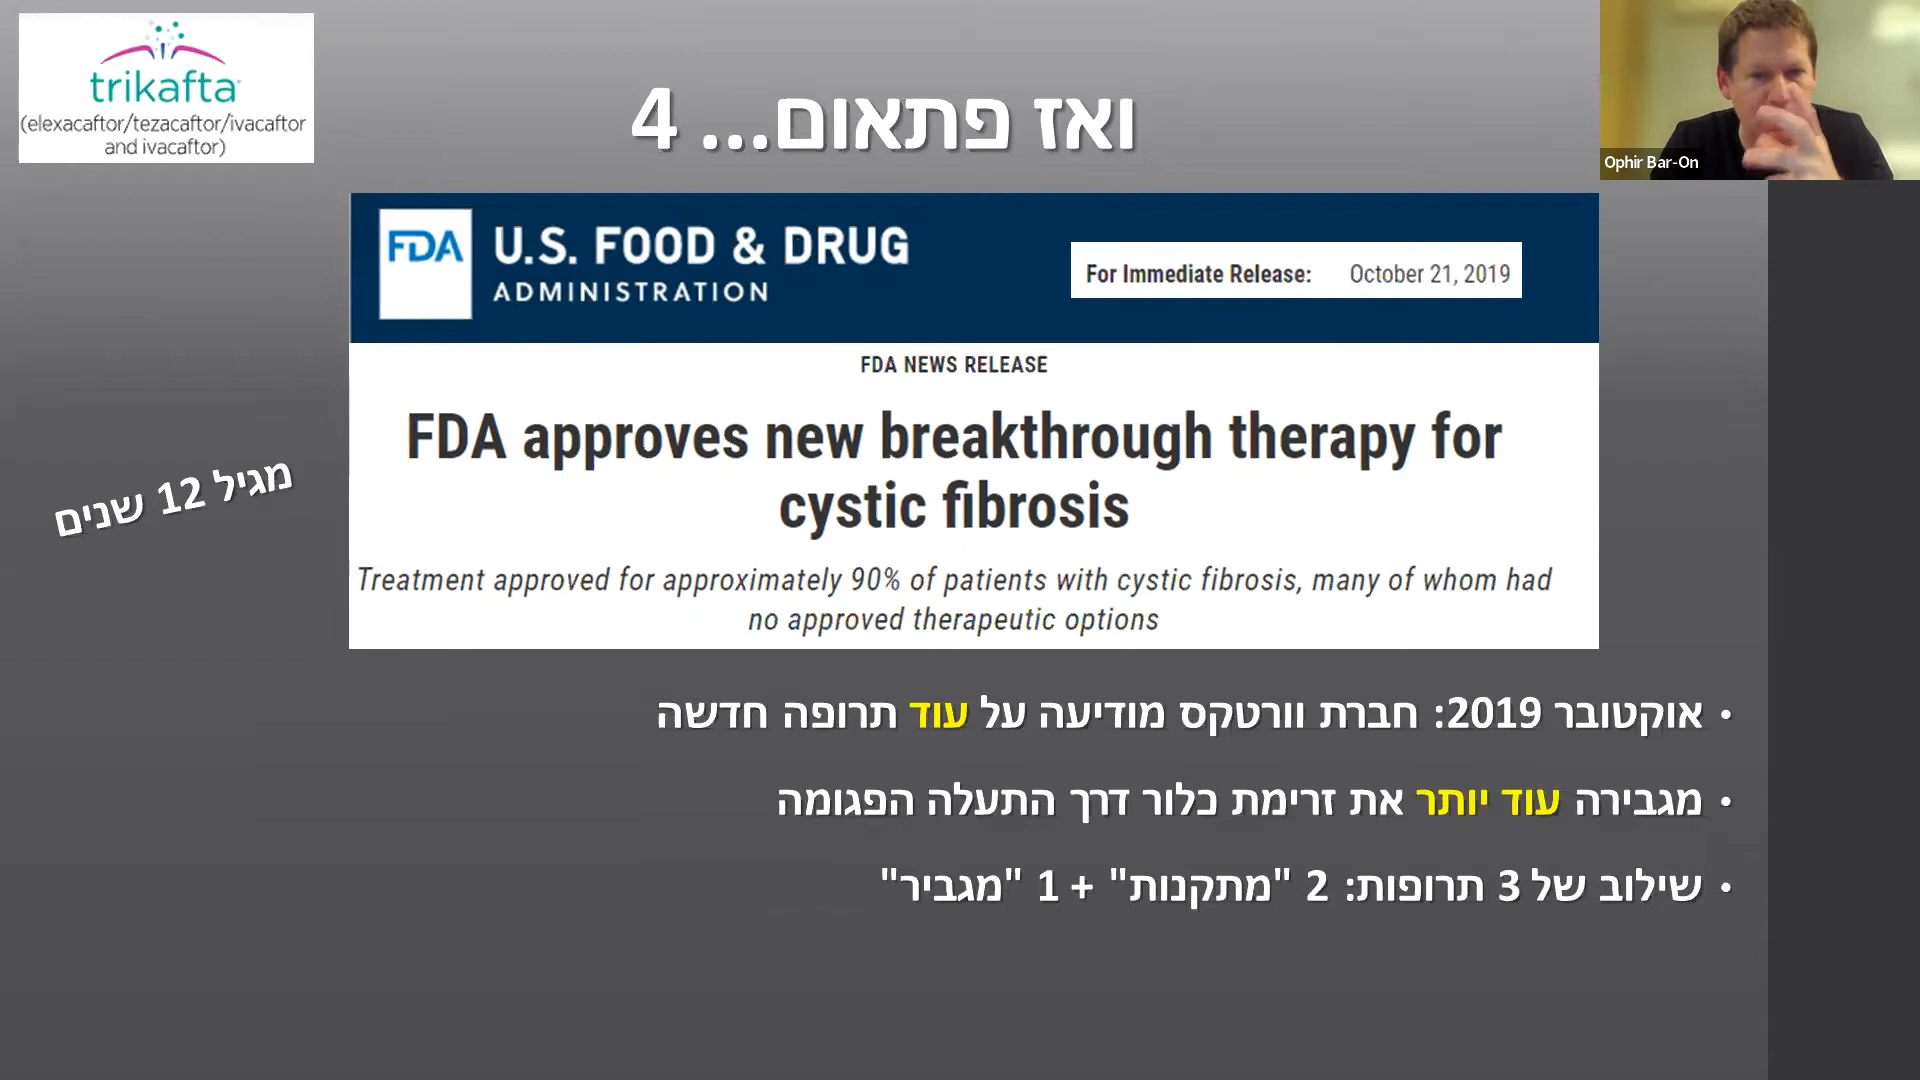 trikafta
(elexacaftor/tezacaftor/ivacaftor
and ivacaftor)
ואז פתאום... 4
Ophir Bar-On
FDA U.S. FOOD & DRUG
ADMINISTRATION
For Immediate Release: October 21, 2019
FDA NEWS RELEASE
FDA approves new breakthrough therapy for
cystic fibrosis
Treatment approved for approximately 90% of patients with cystic fibrosis, many of whom had
no approved therapeutic options
מגיל 12 שנים
• אוקטובר 2019: חברת וורטקס מודיעה על עוד תרופה חדשה
• מגבירה עוד יותר את זרימת כלור דרך התעלה הפגומה
• שילוב של 3 תרופות: 2 "מתקנות" + 1 "מגביר"